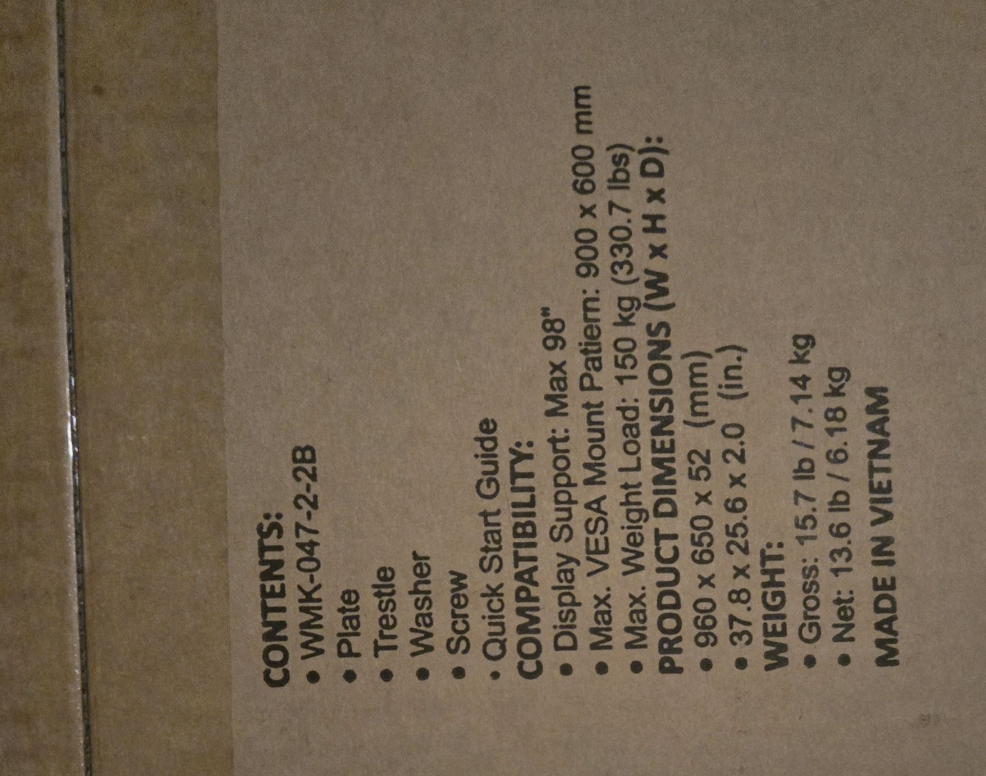 CONTENTS:
• WMK-047-2-2B
• Plate
• Trestle
• Washer
• Screw
• Quick Start Guide
COMPATIBILITY:
• Display Support: Max 98"
• Max. VESA Mount Patiern: 900 x 600 mm
• Max. Weight Load: 150 kg (330.7 lbs)
PRODUCT DIMENSIONS (W x H x D):
• 960 x 650 x 52 (mm)
• 37.8 x 25.6 x 2.0 (in.)
WEIGHT:
• Gross: 15.7 lb / 7.14 kg
• Net: 13.6 lb / 6.18 kg
MADE IN VIETNAM